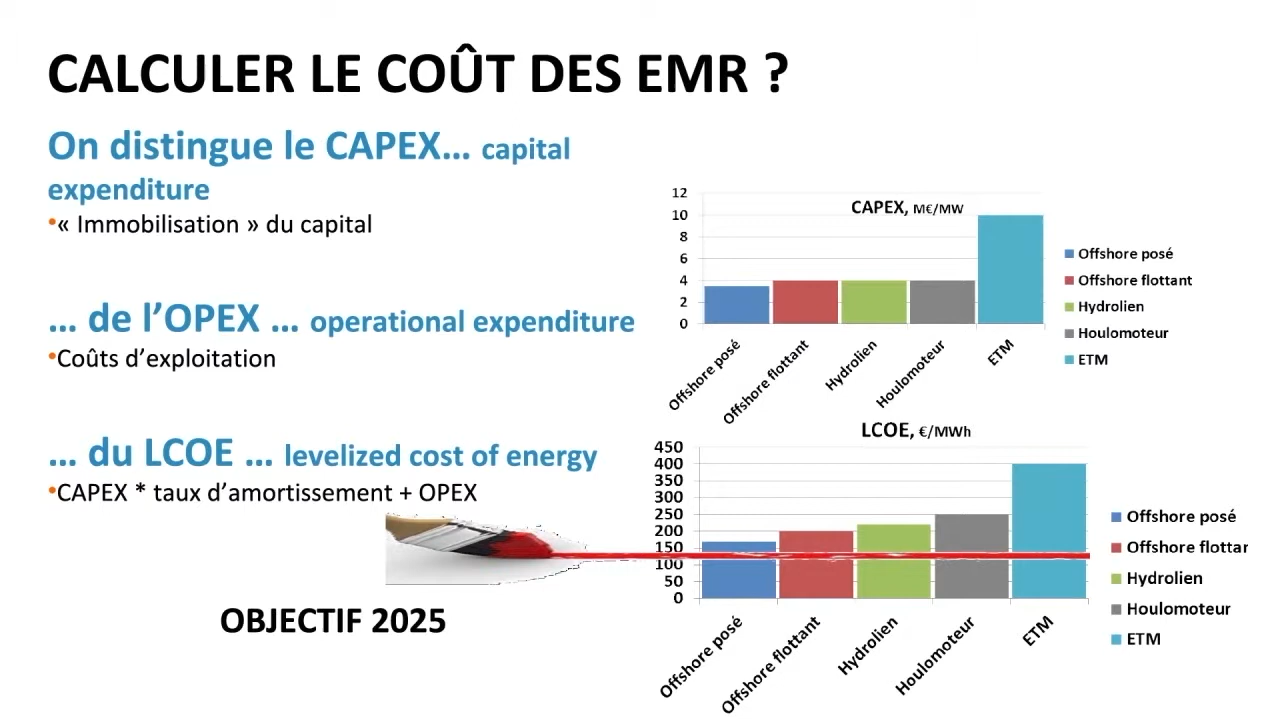 CALCULER LE COÛT DES EMR ?
On distingue le CAPEX... capital
expenditure
•« Immobilisation » du capital
... de l’OPEX ... operational expenditure
•Coûts d’exploitation
... du LCOE ... levelized cost of energy
•CAPEX * taux d’amortissement + OPEX
OBJECTIF 2025
CAPEX, M€/MW
12
10
8
6
4
2
0
Offshore posé
Offshore flottant
Hydrolien
Houlomoteur
ETM
Offshore posé
Offshore flottant
Hydrolien
Houlomoteur
ETM
LCOE, €/MWh
450
400
350
300
250
200
150
100
50
0
Offshore posé
Offshore flottant
Hydrolien
Houlomoteur
ETM
Offshore posé
Offshore flottar
Hydrolien
Houlomoteur
ETM